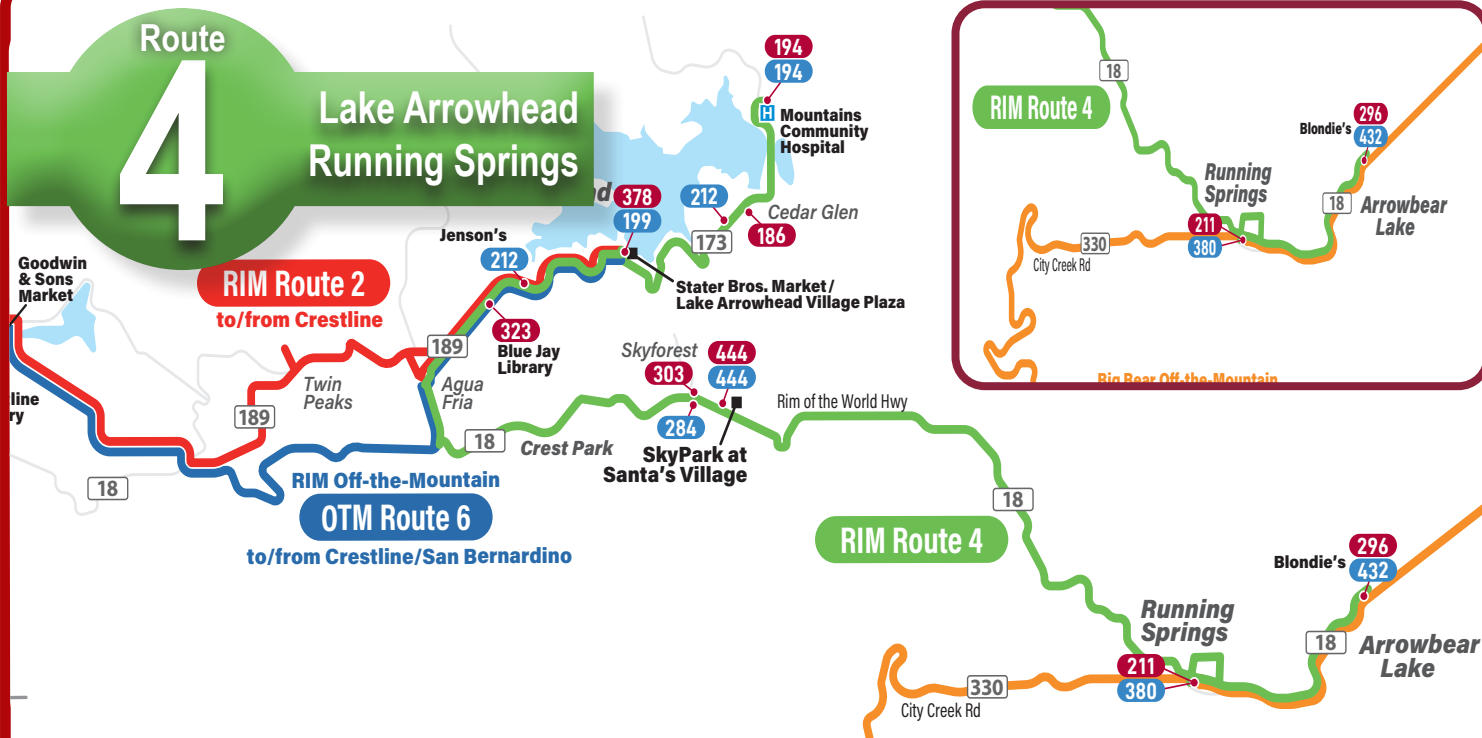 Route
4
Lake Arrowhead
Running Springs
194
194
H
Mountains
Community
Hospital
378
199
212
Cedar Glen
186
173
Jenson's
212
Stater Bros. Market/
Lake Arrowhead Village Plaza
323
Blue Jay
Library
Goodwin
& Sons
Market
RIM Route 2
to/from Crestline
189
Twin
Peaks
189
Agua
Fria
18
Crest Park
Skyforest
303
284
444
444
SkyPark at
Santa's Village
Rim of the World Hwy
18
RIM Off-the-Mountain
OTM Route 6
to/from Crestline/San Bernardino
18
RIM Route 4
Running
Springs
211
380
330
City Creek Rd
Blondie's
296
432
18
Arrowbear
Lake
18
RIM Route 4
Blondie's
296
432
Running
Springs
211
380
18
Arrowbear
Lake
330
City Creek Rd
Big Bear Off-the-Mountain